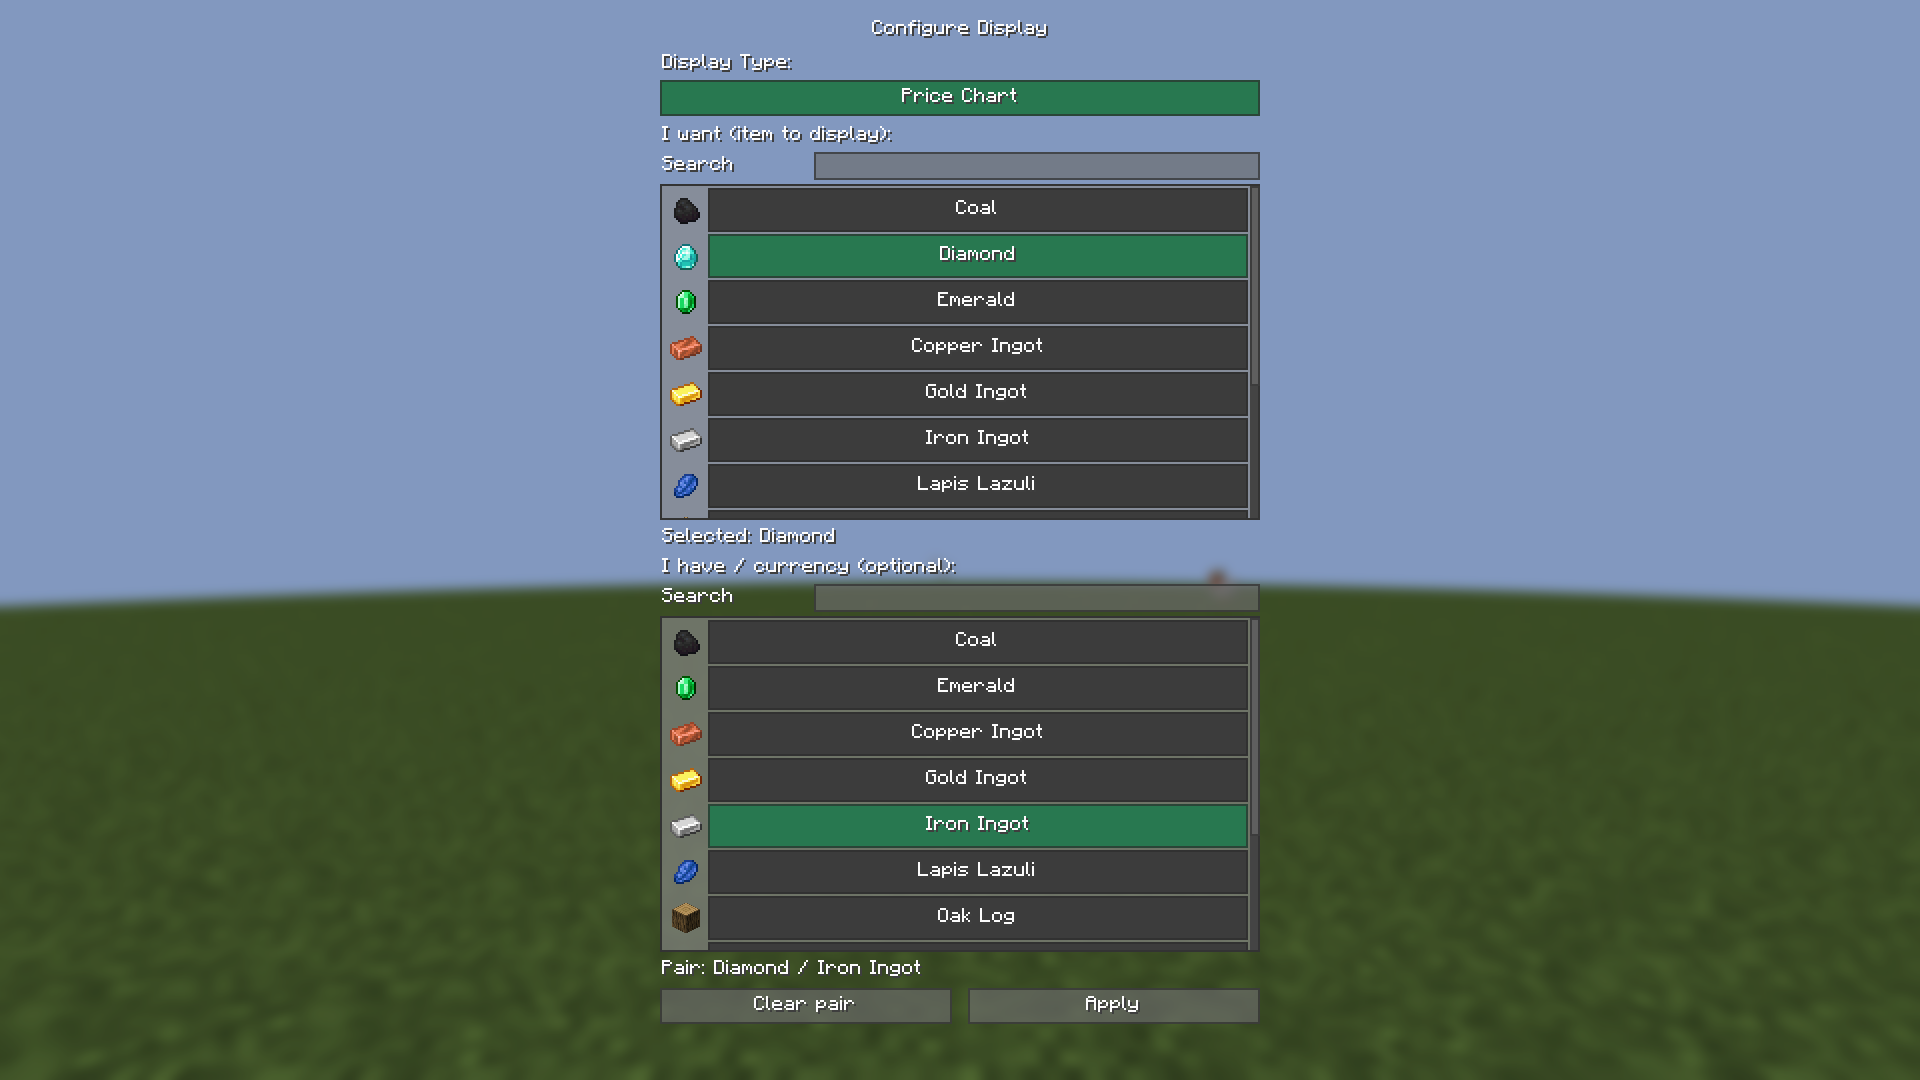 Configure Display
Display Type:
Price Chart
I want (item to display):
Search
Coal
Diamond
Emerald
Copper Ingot
Gold Ingot
Iron Ingot
Lapis Lazuli
Selected: Diamond
I have / currency (optional):
Search
Coal
Emerald
Copper Ingot
Gold Ingot
Iron Ingot
Lapis Lazuli
Oak Log
Pair: Diamond / Iron Ingot
Clear pair
Apply